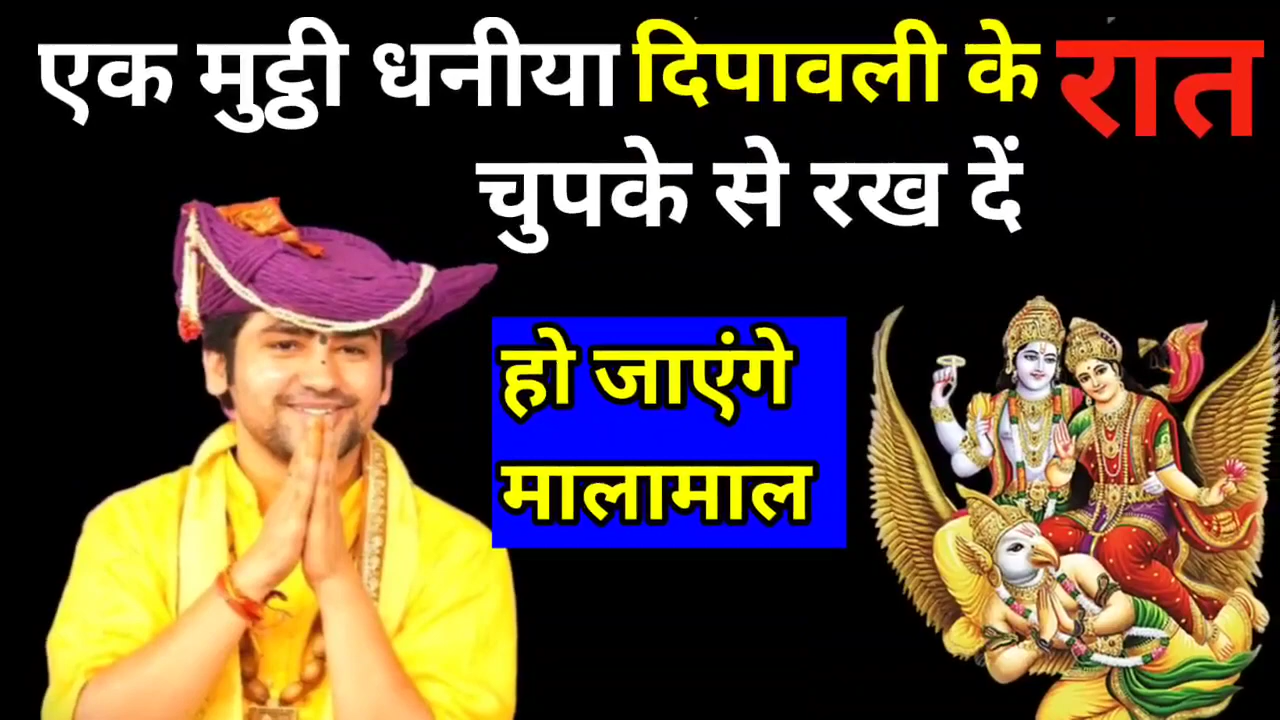 एक मुट्ठी धनीया दिपावली के रात
चुपके से रख दें
हो जाएंगे
मालामाल